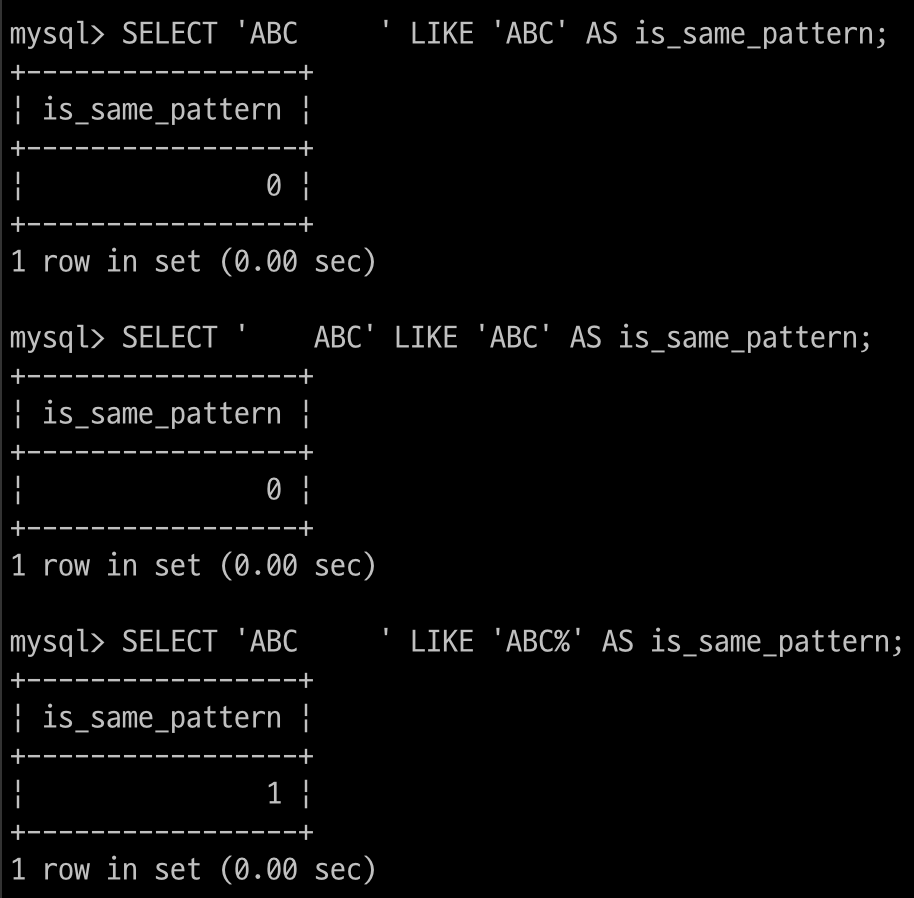 mysql> SELECT 'ABC     ' LIKE 'ABC' AS is_same_pattern;
+-----------------+
¦ is_same_pattern ¦
+-----------------+
¦               0 ¦
+-----------------+
1 row in set (0.00 sec)

mysql> SELECT '    ABC' LIKE 'ABC' AS is_same_pattern;
+-----------------+
¦ is_same_pattern ¦
+-----------------+
¦               0 ¦
+-----------------+
1 row in set (0.00 sec)

mysql> SELECT 'ABC     ' LIKE 'ABC%' AS is_same_pattern;
+-----------------+
¦ is_same_pattern ¦
+-----------------+
¦               1 ¦
+-----------------+
1 row in set (0.00 sec)